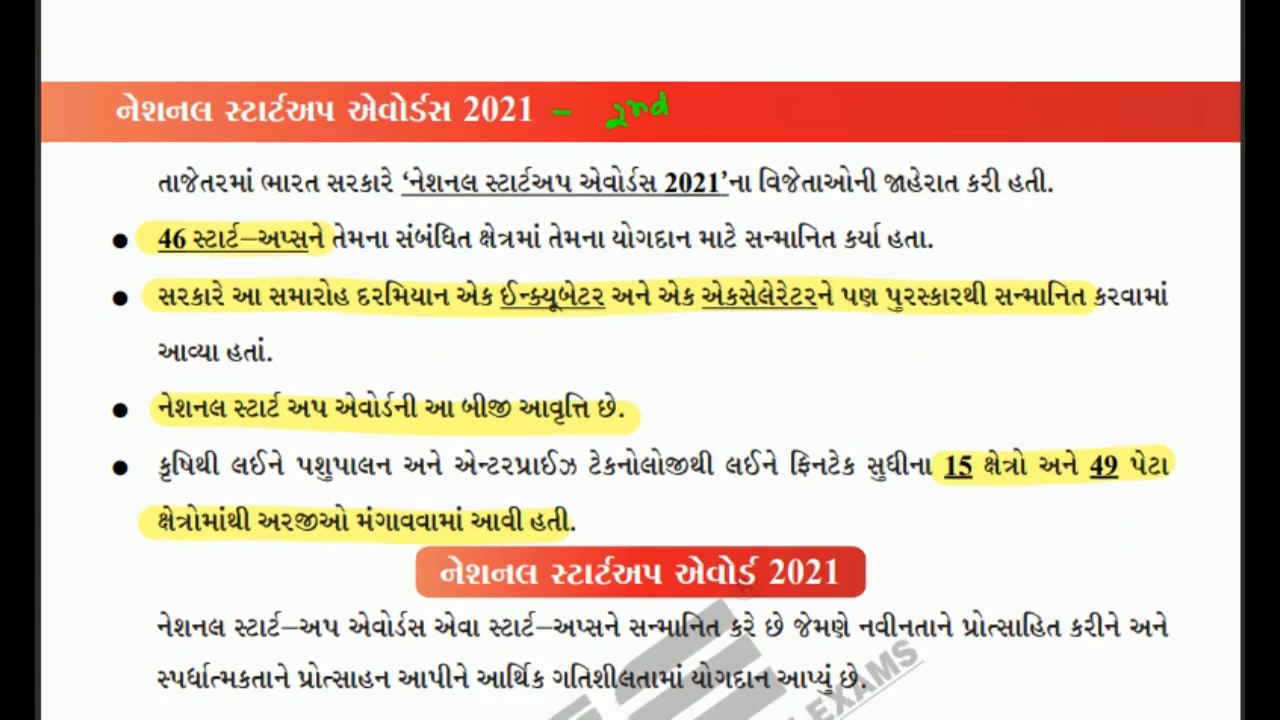 નેશનલ સ્ટાર્ટઅપ એવોર્ડસ 2021 – 2nd
તાજેતરમાં ભારત સરકારે ‘નેશનલ સ્ટાર્ટઅપ એવોર્ડસ 2021’ના વિજેતાઓની જાહેરાત કરી હતી.
● 46 સ્ટાર્ટ–અપ્સને તેમના સંબંધિત ક્ષેત્રમાં તેમના યોગદાન માટે સન્માનિત કર્યા હતા.
● સરકારે આ સમારોહ દરમિયાન એક ઈન્ક્યૂબેટર અને એક એકસેલેરેટરને પણ પુરસ્કારથી સન્માનિત કરવામાં
આવ્યા હતાં.
● નેશનલ સ્ટાર્ટ અપ એવોર્ડની આ બીજી આવૃત્તિ છે.
● કૃષિથી લઈને પશુપાલન અને એન્ટરપ્રાઈઝ ટેકનોલોજીથી લઈને ફિનટેક સુધીના 15 ક્ષેત્રો અને 49 પેટા
ક્ષેત્રોમાંથી અરજીઓ મંગાવવામાં આવી હતી.
નેશનલ સ્ટાર્ટઅપ એવોર્ડ 2021
નેશનલ સ્ટાર્ટ–અપ એવોર્ડસ એવા સ્ટાર્ટ–અપ્સને સન્માનિત કરે છે જેમણે નવીનતાને પ્રોત્સાહિત કરીને અને
સ્પર્ધાત્મકતાને પ્રોત્સાહન આપીને આર્થિક ગતિશીલતામાં યોગદાન આપ્યું છે.
EXAMS